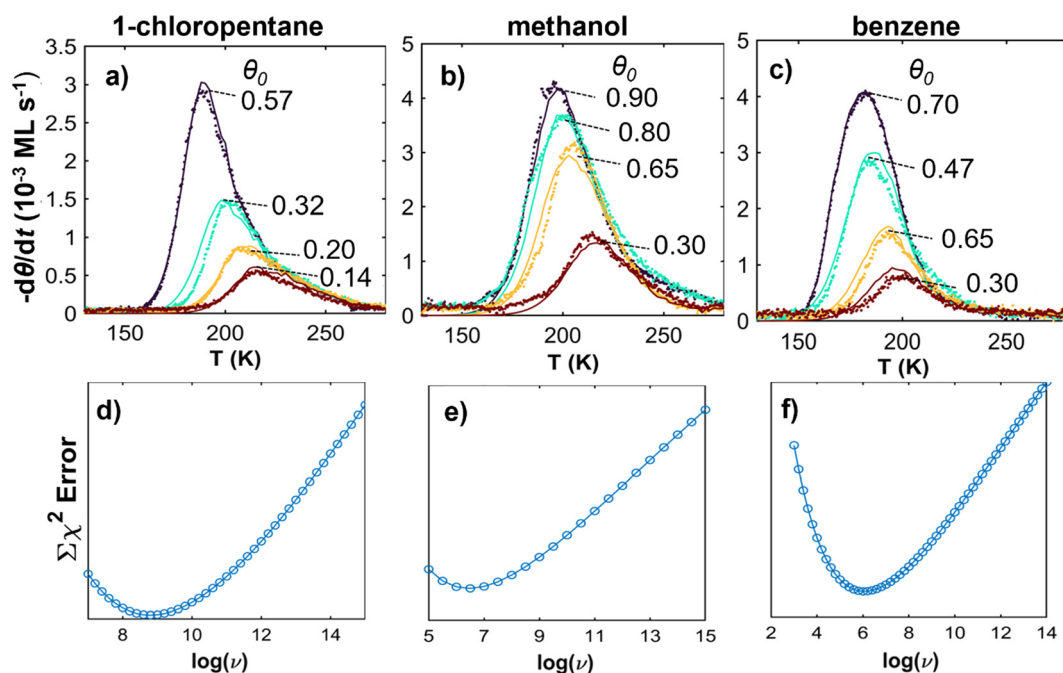 1-chloropentane methanol benzene
a)
θ0
0.57
0.32
0.20
0.14
3.5
3
2.5
2
1.5
1
0.5
0
150 200 250
T (K)
-dθ/dt (10⁻³ ML s⁻¹)
b)
θ0
0.90
0.80
0.65
0.30
5
4
3
2
1
0
150 200 250
T (K)
c)
θ0
0.70
0.47
0.65
0.30
5
4
3
2
1
0
150 200 250
T (K)
d)
Σχ² Error
8 10 12 14
log(ν)
e)
5 7 9 11 13 15
log(ν)
f)
2 4 6 8 10 12 14
log(ν)